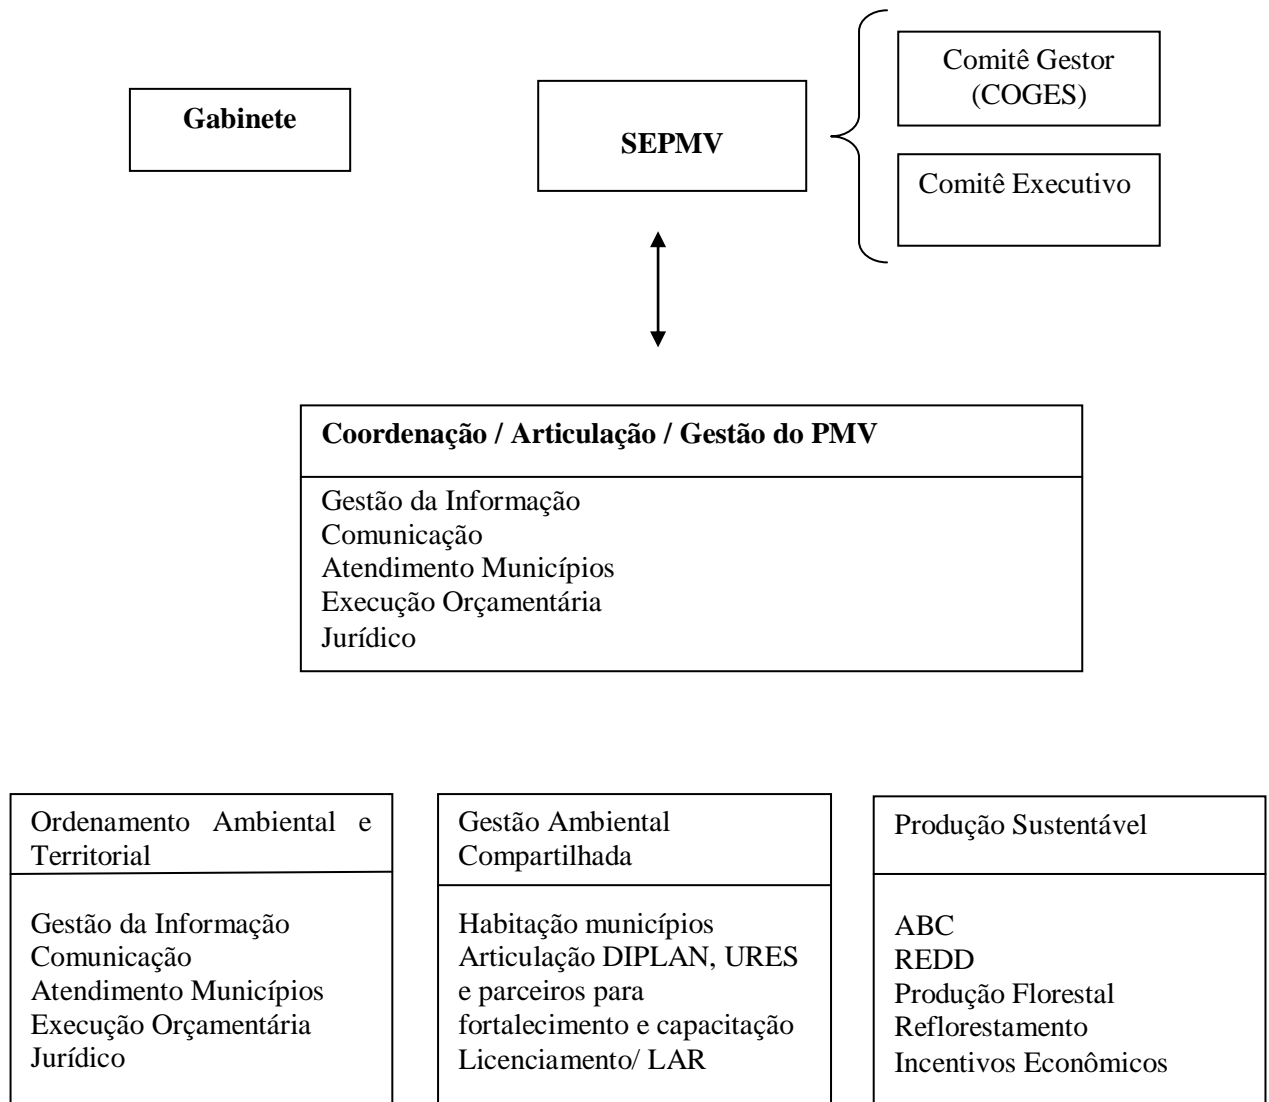 Gabinete
SEPMV
Comitê Gestor
(COGES)
Comitê Executivo
Coordenação / Articulação / Gestão do PMV
Gestão da Informação
Comunicação
Atendimento Municípios
Execução Orçamentária
Jurídico
Ordenamento Ambiental e
Territorial
Gestão da Informação
Comunicação
Atendimento Municípios
Execução Orçamentária
Jurídico
Gestão Ambiental
Compartilhada
Habitação municípios
Articulação DIPLAN, URES
e parceiros para
fortalecimento e capacitação
Licenciamento/ LAR
Produção Sustentável
ABC
REDD
Produção Florestal
Reflorestamento
Incentivos Econômicos